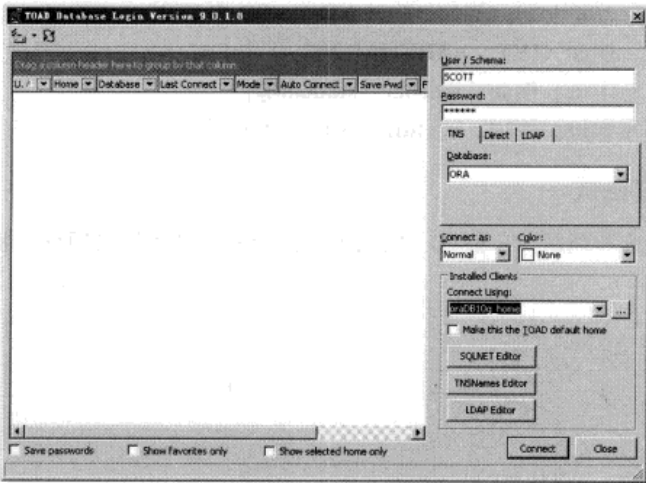 TOAD Database Login Version 9.0.1.8
Drag a column header here to group by that column.
U. Home Database Last Connect Mode Auto Connect Save Pwd F
User / Schema:
SCOTT
Password:
******
TNS Direct LDAP
Database:
ORA
Connect as: Color:
Normal None
Installed Clients
Connect Using:
oraDB10g_home ...
Make this the TOAD default home
SQLNET Editor
TNSNames Editor
LDAP Editor
Save passwords Show favorites only Show selected home only
Connect Close